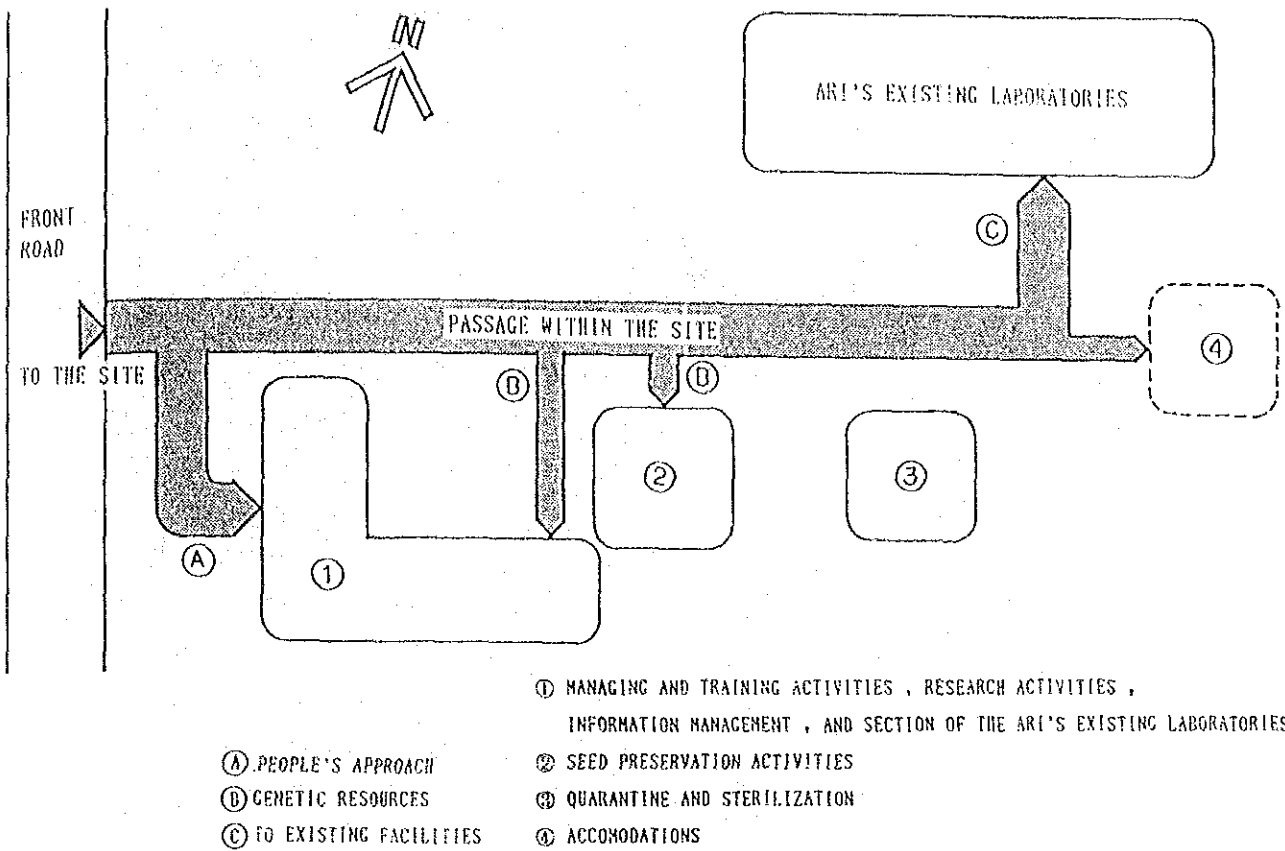 N
ARI'S EXISTING LABORATORIES
FRONT
ROAD
Ⓒ
PASSAGE WITHIN THE SITE
④
TO THE SITE
Ⓑ
Ⓑ
②
③
Ⓐ
①
① MANAGING AND TRAINING ACTIVITIES , RESEARCH ACTIVITIES ,
INFORMATION MANAGEMENT , AND SECTION OF THE ARI'S EXISTING LABORATORIES
Ⓐ PEOPLE'S APPROACH
② SEED PRESERVATION ACTIVITIES
Ⓑ GENETIC RESOURCES
③ QUARANTINE AND STERILIZATION
Ⓒ TO EXISTING FACILITIES
④ ACCOMODATIONS